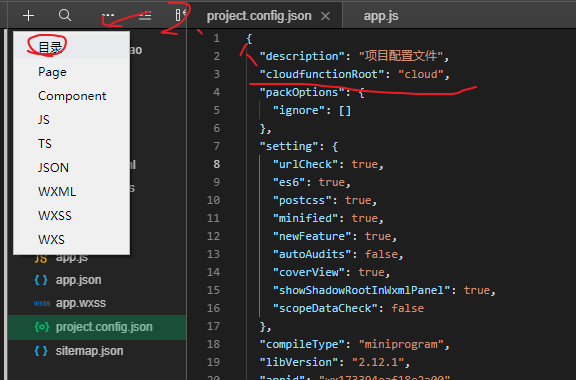 project.config.json
app.js
目录
Page
Component
JS
TS
JSON
WXML
WXSS
WXS
JS app.js
{ } app.json
wxss app.wxss
{o} project.config.json
{ } sitemap.json
1 {
2 "description": "项目配置文件",
3 "cloudfunctionRoot": "cloud",
4 "packOptions": {
5 "ignore": []
6 },
7 "setting": {
8 "urlCheck": true,
9 "es6": true,
10 "postcss": true,
11 "minified": true,
12 "newFeature": true,
13 "autoAudits": false,
14 "coverView": true,
15 "showShadowRootInWxmlPanel": true,
16 "scopeDataCheck": false
17 },
18 "compileType": "miniprogram",
19 "libVersion": "2.12.1",